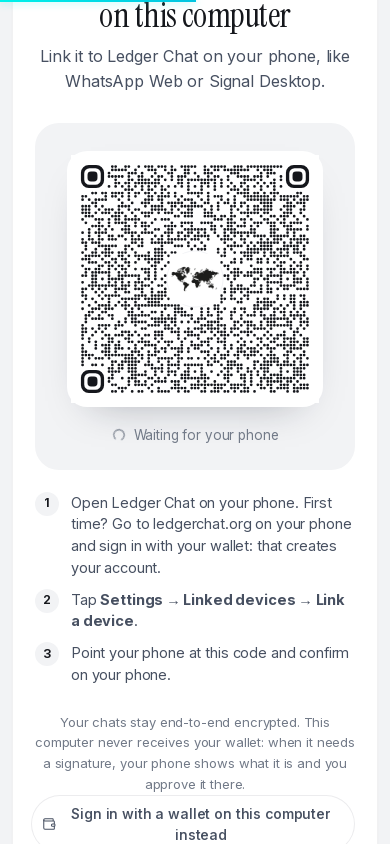 on this computer
Link it to Ledger Chat on your phone, like
WhatsApp Web or Signal Desktop.
Waiting for your phone
1 Open Ledger Chat on your phone. First
time? Go to ledgerchat.org on your phone
and sign in with your wallet: that creates
your account.
2 Tap Settings → Linked devices → Link
a device.
3 Point your phone at this code and confirm
on your phone.
Your chats stay end-to-end encrypted. This
computer never receives your wallet: when it needs
a signature, your phone shows what it is and you
approve it there.
Sign in with a wallet on this computer
instead